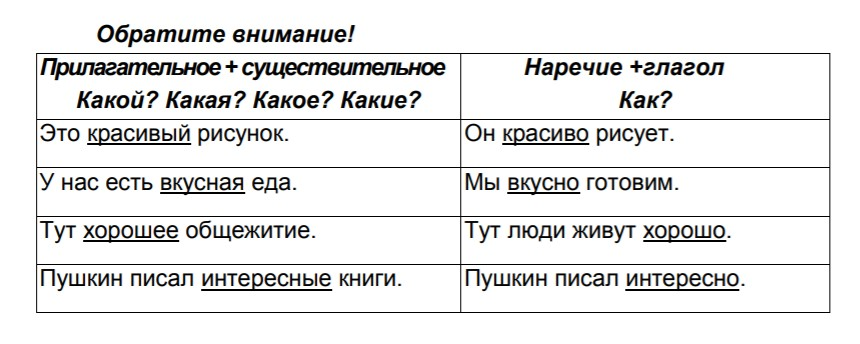 Обратите внимание!
Прилагательное + существительное
Какой? Какая? Какое? Какие?
Наречие +глагол
Как?
Это красивый рисунок.
Он красиво рисует.
У нас есть вкусная еда.
Мы вкусно готовим.
Тут хорошее общежитие.
Тут люди живут хорошо.
Пушкин писал интересные книги.
Пушкин писал интересно.